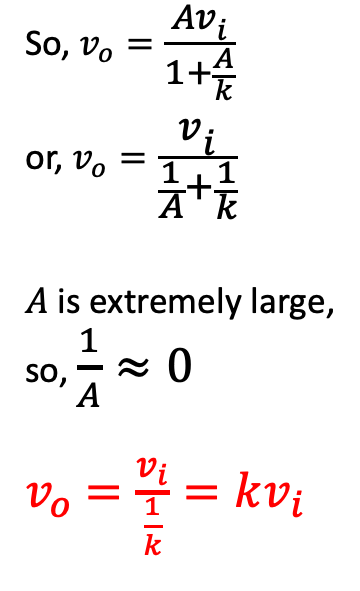 So, v_o = Av_i / (1 + A/k)
or, v_o = v_i / (1/A + 1/k)
A is extremely large,
so, 1/A ≈ 0
v_o = v_i / (1/k) = kv_i